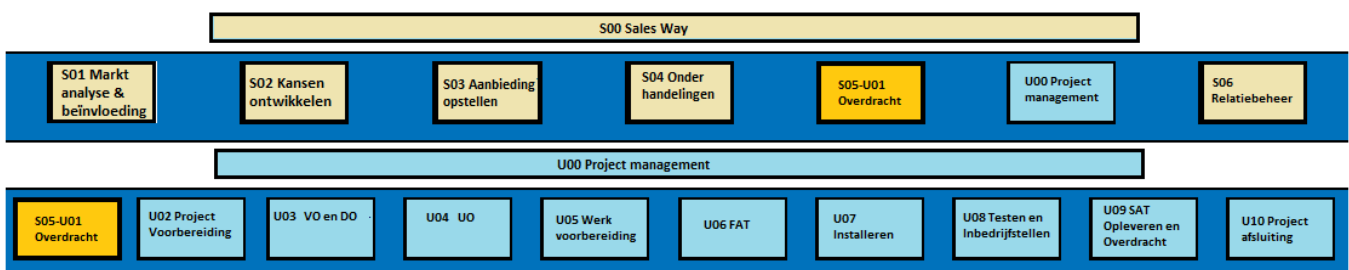 S00 Sales Way
S01 Markt
analyse &
beïnvloeding
S02 Kansen
ontwikkelen
S03 Aanbieding
opstellen
S04 Onder
handelingen
S05-U01
Overdracht
U00 Project
management
S06
Relatiebeheer
U00 Project management
S05-U01
Overdracht
U02 Project
Voorbereiding
U03 VO en DO
U04 UO
U05 Werk
voorbereiding
U06 FAT
U07
Installeren
U08 Testen en
Inbedrijfstellen
U09 SAT
Opleveren en
Overdracht
U10 Project
afsluiting